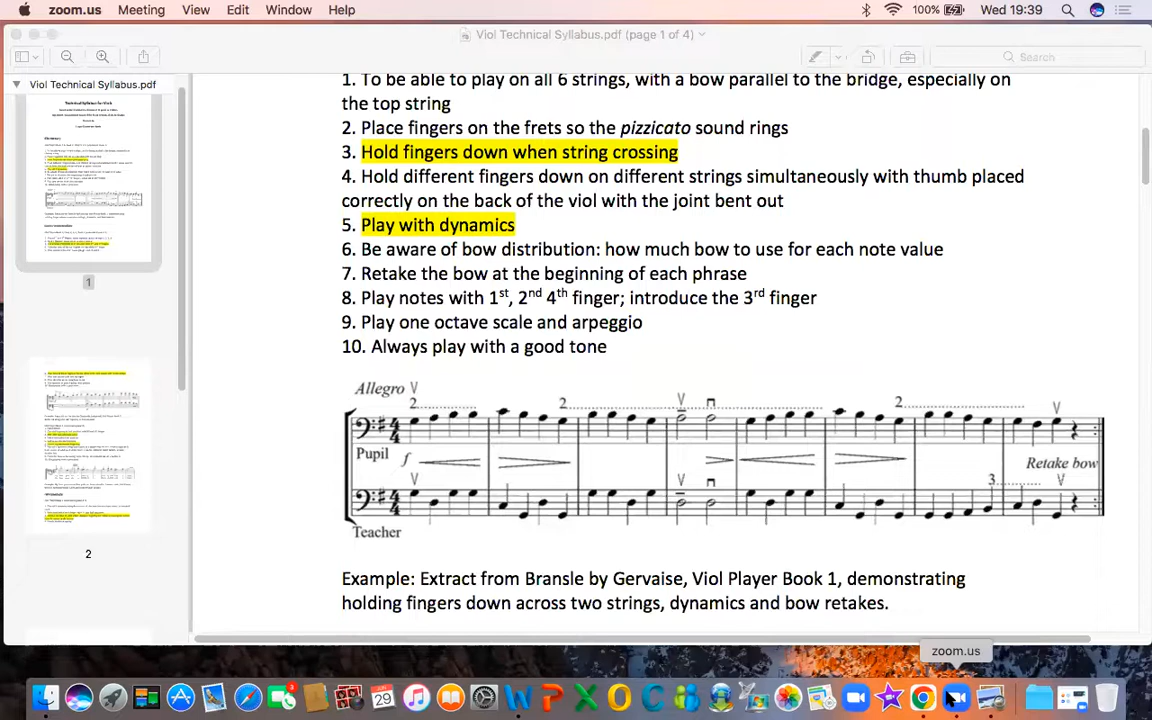 zoom.us Meeting View Edit Window Help 100% Wed 19:39
Viol Technical Syllabus.pdf (page 1 of 4)
Search
Viol Technical Syllabus.pdf
1. To be able to play on all 6 strings, with a bow parallel to the bridge, especially on
the top string
2. Place fingers on the frets so the pizzicato sound rings
3. Hold fingers down when string crossing
4. Hold different fingers down on different strings simultaneously with thumb placed
correctly on the back of the viol with the joint bent out
5. Play with dynamics
6. Be aware of bow distribution: how much bow to use for each note value
7. Retake the bow at the beginning of each phrase
8. Play notes with 1st, 2nd 4th finger; introduce the 3rd finger
9. Play one octave scale and arpeggio
10. Always play with a good tone
1
Allegro
2 2 2
Pupil f
Retake bow
3
Teacher
2
Example: Extract from Bransle by Gervaise, Viol Player Book 1, demonstrating
holding fingers down across two strings, dynamics and bow retakes.
zoom.us